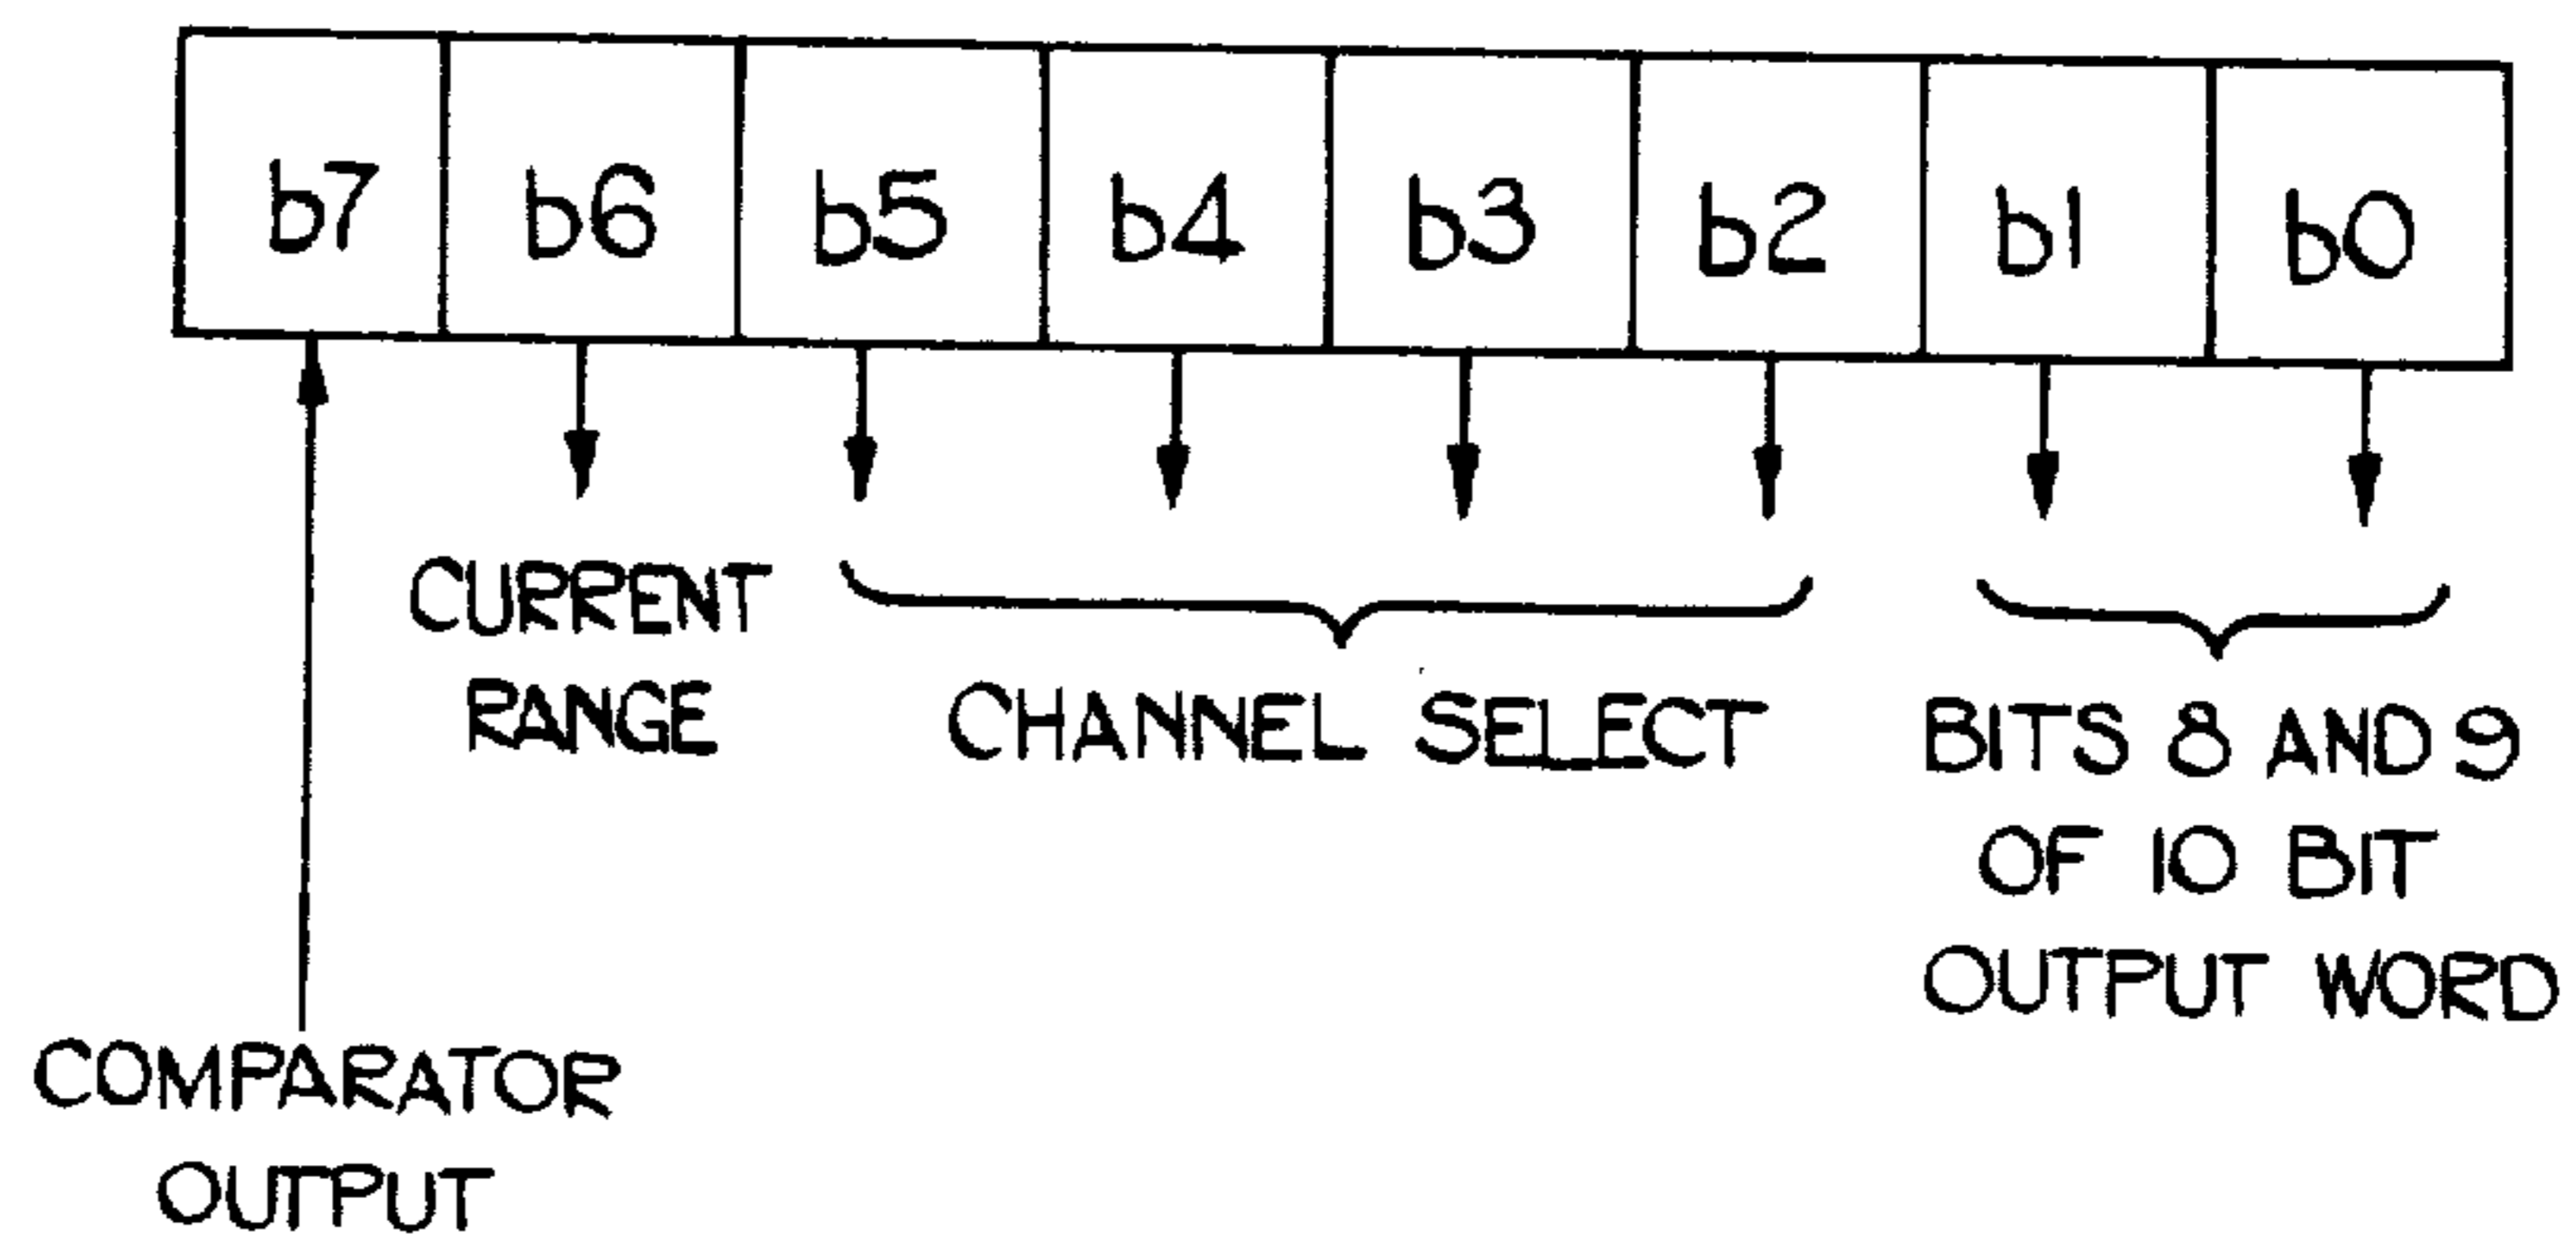 b7 b6 b5 b4 b3 b2 b1 b0
CURRENT
RANGE
CHANNEL SELECT
BITS 8 AND 9
OF 10 BIT
OUTPUT WORD
COMPARATOR
OUTPUT